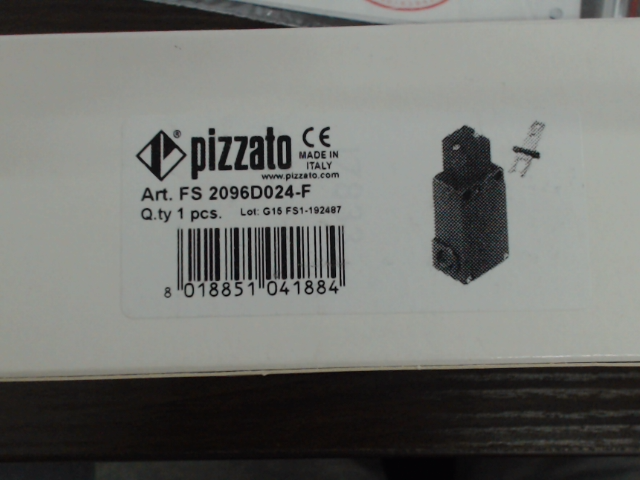 ® pizzato CE
MADE IN
ITALY
www.pizzato.com
Art. FS 2096D024-F
Q.ty 1 pcs. Lot: G15 FS1-192487
8 018851 041884